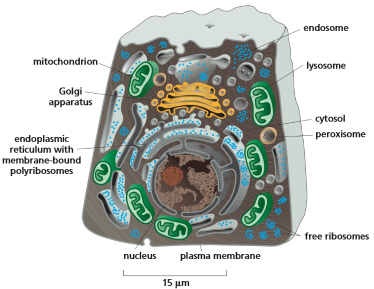 endosome
mitochondrion
lysosome
Golgi
apparatus
cytosol
peroxisome
endoplasmic
reticulum with
membrane-bound
polyribosomes
free ribosomes
nucleus
plasma membrane
15 µm